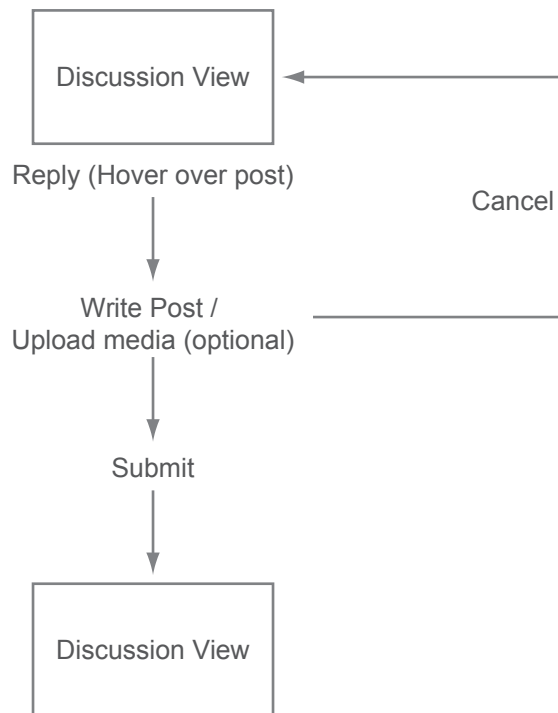 Discussion View
Reply (Hover over post)
Cancel
Write Post /
Upload media (optional)
Submit
Discussion View